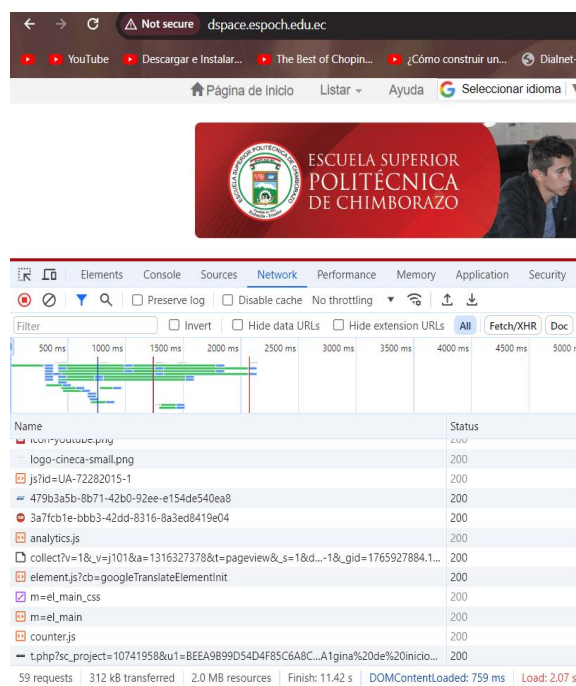 Not secure dspace.espoch.edu.ec
YouTube Descargar e Instalar... The Best of Chopin... ¿Cómo construir un... Dialnet-
Página de inicio Listar Ayuda Seleccionar idioma
ESCUELA SUPERIOR
POLITÉCNICA
DE CHIMBORAZO
Elements Console Sources Network Performance Memory Application Security
Preserve log Disable cache No throttling
Filter Invert Hide data URLs Hide extension URLs All Fetch/XHR Doc
500 ms 1000 ms 1500 ms 2000 ms 2500 ms 3000 ms 3500 ms 4000 ms 4500 ms 5000
Name Status
icon-youtube.png 200
logo-cineca-small.png 200
js?id=UA-72282015-1 200
479b3a5b-8b71-42b0-92ee-e154de540ea8 200
3a7fcb1e-bbb3-42dd-8316-8a3ed8419e04 200
analytics.js 200
collect?v=1&_v=j101&a=1316327378&t=pageview&_s=1&d...-1&_gid=1765927884.1... 200
element.js?cb=googleTranslateElementInit 200
m=el_main_css 200
m=el_main 200
counter.js 200
t.php?sc_project=10741958&u1=BEEA9B99D54D4F85C6A8C...A1gina%20de%20inicio... 200
59 requests 312 kB transferred 2.0 MB resources Finish: 11.42 s DOMContentLoaded: 759 ms Load: 2.07 s